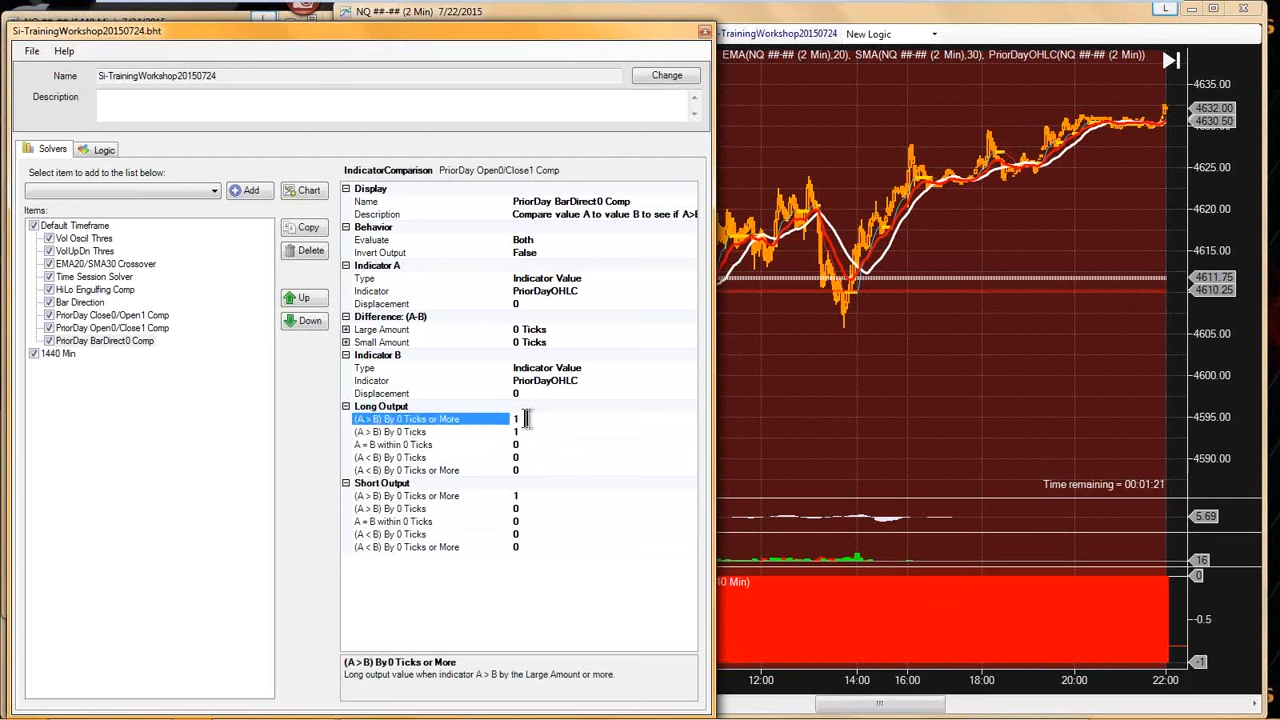 NQ ##-## (2 Min) 7/22/2015
Si-TrainingWorkshop20150724.bht
File Help
Name Si-TrainingWorkshop20150724 Change
Description
Solvers Logic
Select item to add to the list below:
Add Chart
Items:
Default Timeframe
Vol Oscil Thres
VolUpDn Thres
EMA20/SMA30 Crossover
Time Session Solver
HiLo Engulfing Comp
Bar Direction
PriorDay Close0/Open1 Comp
PriorDay Open0/Close1 Comp
PriorDay BarDirect0 Comp
1440 Min
Copy
Delete
Up
Down
IndicatorComparison PriorDay Open0/Close1 Comp
Display
Name PriorDay BarDirect0 Comp
Description Compare value A to value B to see if A>B
Behavior
Evaluate Both
Invert Output False
Indicator A
Type Indicator Value
Indicator PriorDayOHLC
Displacement 0
Difference: (A-B)
Large Amount 0 Ticks
Small Amount 0 Ticks
Indicator B
Type Indicator Value
Indicator PriorDayOHLC
Displacement 0
Long Output
(A > B) By 0 Ticks or More 1
(A > B) By 0 Ticks 1
A = B within 0 Ticks 0
(A < B) By 0 Ticks 0
(A < B) By 0 Ticks or More 0
Short Output
(A > B) By 0 Ticks or More 1
(A > B) By 0 Ticks 0
A = B within 0 Ticks 0
(A < B) By 0 Ticks 0
(A < B) By 0 Ticks or More 0
(A > B) By 0 Ticks or More
Long output value when indicator A > B by the Large Amount or more.
-TrainingWorkshop20150724 New Logic
EMA(NQ ##-## (2 Min),20), SMA(NQ ##-## (2 Min),30), PriorDayOHLC(NQ ##-## (2 Min))
4635.00
4632.00
4630.50
4625.00
4620.00
4615.00
4611.75
4610.25
4605.00
4600.00
4595.00
4590.00
Time remaining = 00:01:21
5.69
16
0 Min)
0
-0.5
-1
12:00 14:00 16:00 18:00 20:00 22:00